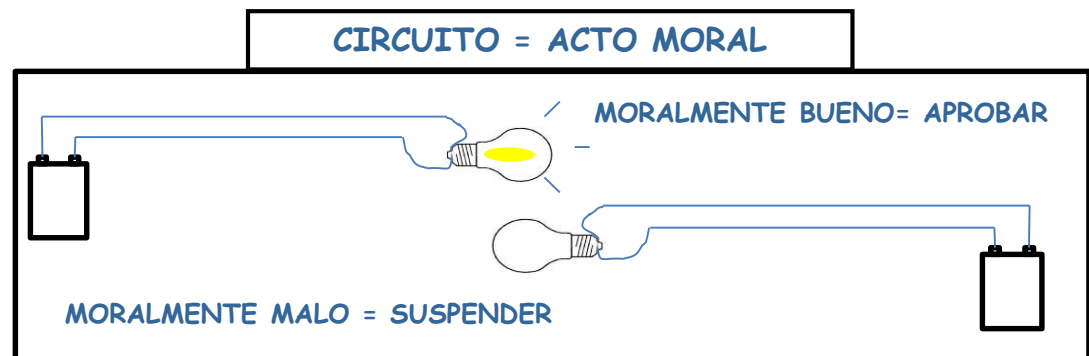 CIRCUITO = ACTO MORAL
MORALMENTE BUENO= APROBAR
MORALMENTE MALO = SUSPENDER